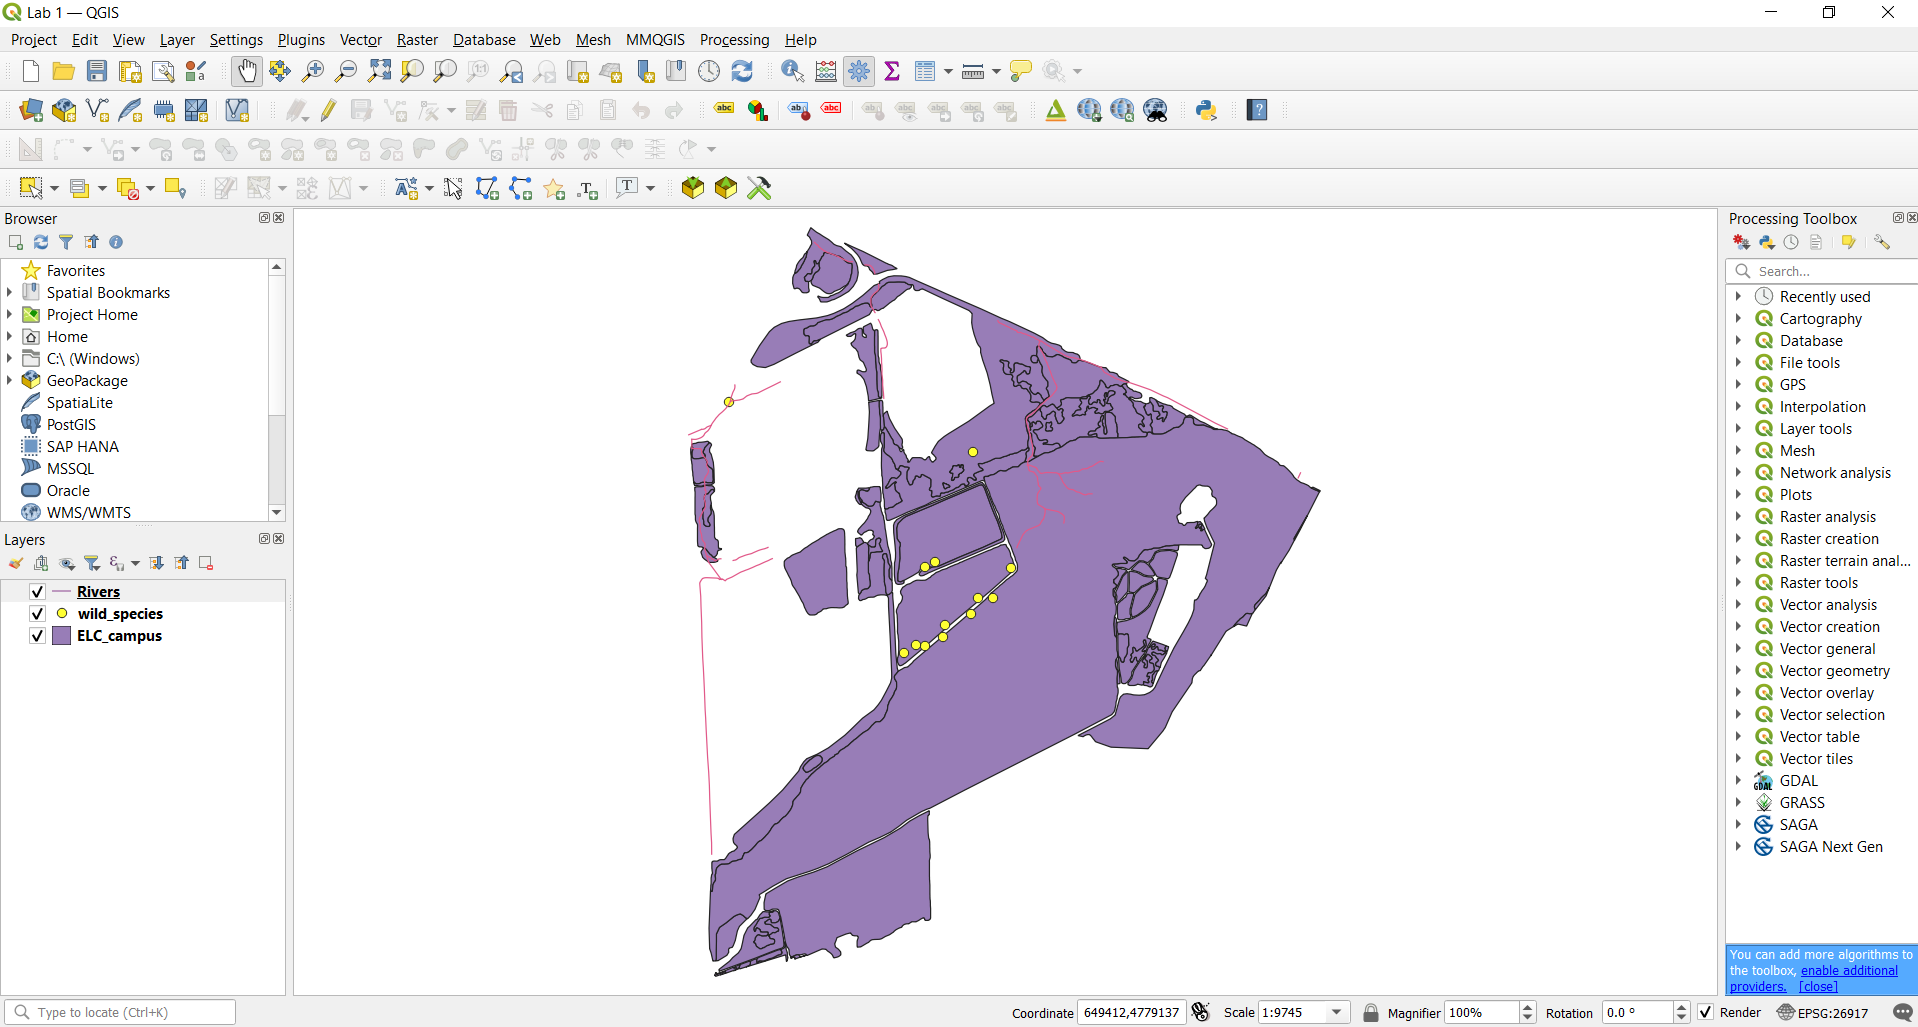 Lab 1 — QGIS
Project Edit View Layer Settings Plugins Vector Raster Database Web Mesh MMQGIS Processing Help
Browser
Favorites
Spatial Bookmarks
Project Home
Home
C:\ (Windows)
GeoPackage
SpatiaLite
PostGIS
SAP HANA
MSSQL
Oracle
WMS/WMTS
Layers
Rivers
wild_species
ELC_campus
Processing Toolbox
Search...
Recently used
Cartography
Database
File tools
GPS
Interpolation
Layer tools
Mesh
Network analysis
Plots
Raster analysis
Raster creation
Raster terrain anal...
Raster tools
Vector analysis
Vector creation
Vector general
Vector geometry
Vector overlay
Vector selection
Vector table
Vector tiles
GDAL
GRASS
SAGA
SAGA Next Gen
You can add more algorithms to
the toolbox, enable additional
providers. [close]
Type to locate (Ctrl+K)
Coordinate 649412,4779137 Scale 1:9745 Magnifier 100% Rotation 0.0 ° Render EPSG:26917